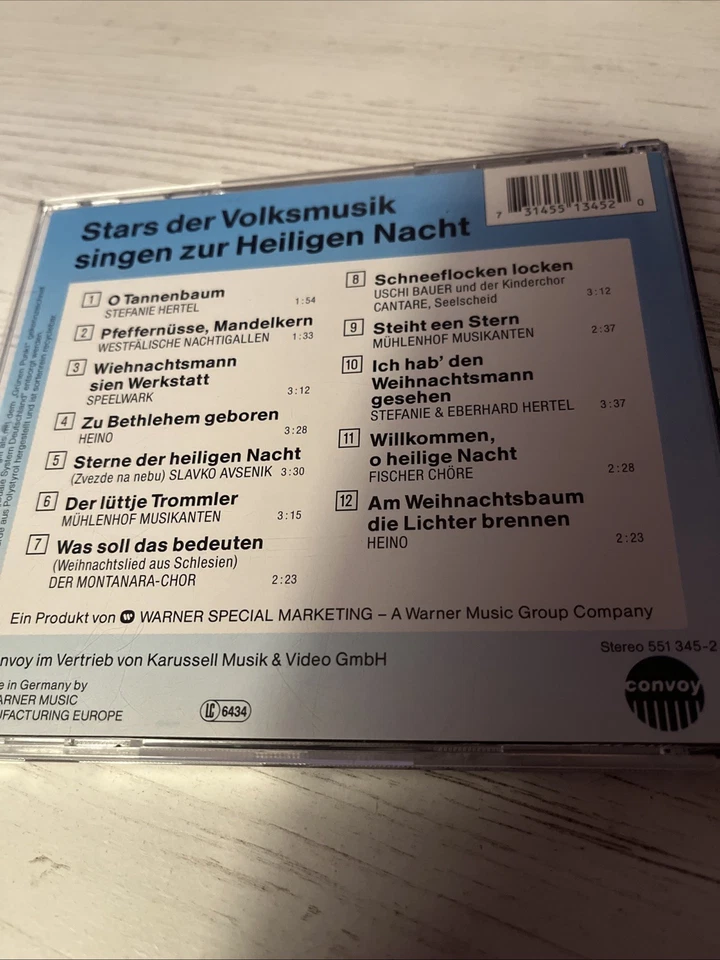 Stars der Volksmusik
singen zur Heiligen Nacht
7 31455 13452 0
1 O Tannenbaum
STEFANIE HERTEL 1:54
2 Pfeffernüsse, Mandelkern
WESTFÄLISCHE NACHTIGALLEN 1:33
3 Wiehnachtsmann
sien Werkstatt
SPEELWARK 3:12
4 Zu Bethlehem geboren
HEINO 3:28
5 Sterne der heiligen Nacht
(Zvezde na nebu) SLAVKO AVSENIK 3:30
6 Der lüttje Trommler
MÜHLENHOF MUSIKANTEN 3:15
7 Was soll das bedeuten
(Weihnachtslied aus Schlesien)
DER MONTANARA-CHOR 2:23
8 Schneeflocken locken
USCHI BAUER und der Kinderchor
CANTARE, Seelscheid 3:12
9 Steiht een Stern
MÜHLENHOF MUSIKANTEN 2:37
10 Ich hab' den
Weihnachtsmann
gesehen
STEFANIE & EBERHARD HERTEL 3:37
11 Willkommen,
o heilige Nacht
FISCHER CHÖRE 2:28
12 Am Weihnachtsbaum
die Lichter brennen
HEINO 2:23
Ein Produkt von WARNER SPECIAL MARKETING – A Warner Music Group Company
nvoy im Vertrieb von Karussell Musik & Video GmbH
Stereo 551 345-2
e in Germany by
ARNER MUSIC
UFACTURING EUROPE
LC 6434
convoy